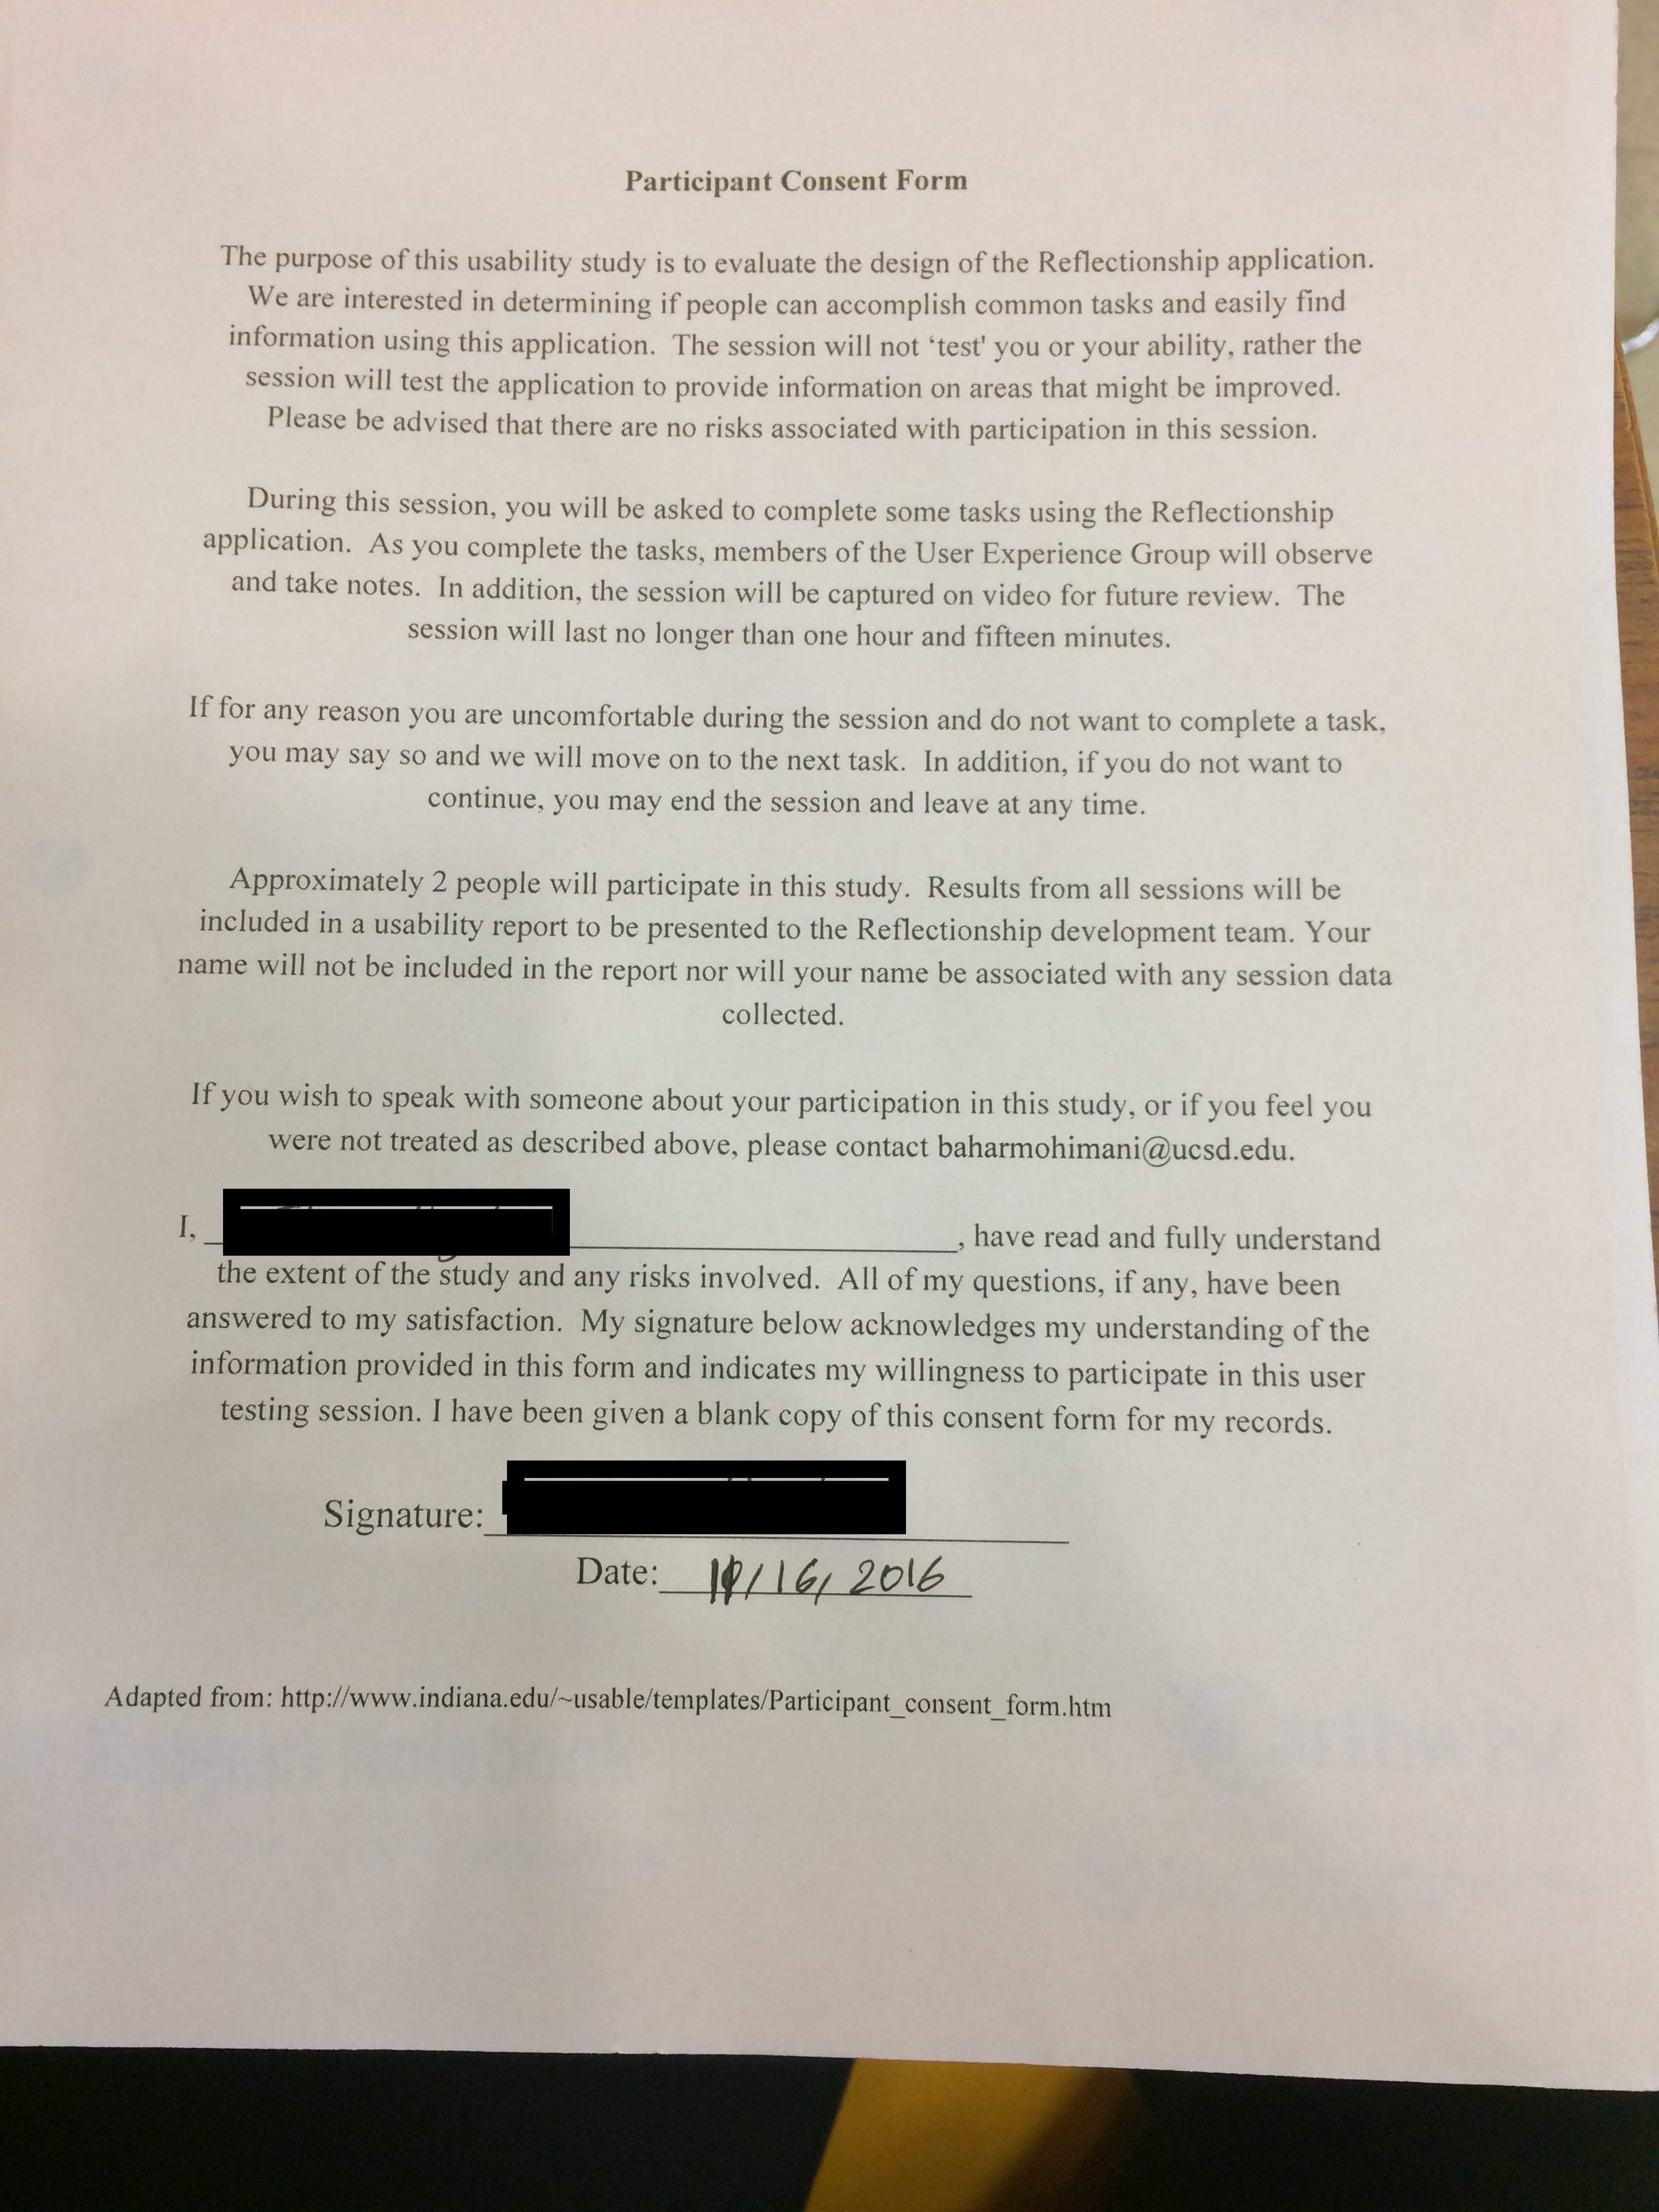 Participant Consent Form
The purpose of this usability study is to evaluate the design of the Reflectionship application.
We are interested in determining if people can accomplish common tasks and easily find
information using this application.  The session will not ‘test' you or your ability, rather the
session will test the application to provide information on areas that might be improved.
Please be advised that there are no risks associated with participation in this session.
During this session, you will be asked to complete some tasks using the Reflectionship
application.  As you complete the tasks, members of the User Experience Group will observe
and take notes.  In addition, the session will be captured on video for future review.  The
session will last no longer than one hour and fifteen minutes.
If for any reason you are uncomfortable during the session and do not want to complete a task,
you may say so and we will move on to the next task.  In addition, if you do not want to
continue, you may end the session and leave at any time.
Approximately 2 people will participate in this study.  Results from all sessions will be
included in a usability report to be presented to the Reflectionship development team. Your
name will not be included in the report nor will your name be associated with any session data
collected.
If you wish to speak with someone about your participation in this study, or if you feel you
were not treated as described above, please contact baharmohimani@ucsd.edu.
I, , have read and fully understand
the extent of the study and any risks involved.  All of my questions, if any, have been
answered to my satisfaction.  My signature below acknowledges my understanding of the
information provided in this form and indicates my willingness to participate in this user
testing session. I have been given a blank copy of this consent form for my records.
Signature:
Date: /16, 2016
Adapted from: http://www.indiana.edu/~usable/templates/Participant_consent_form.htm